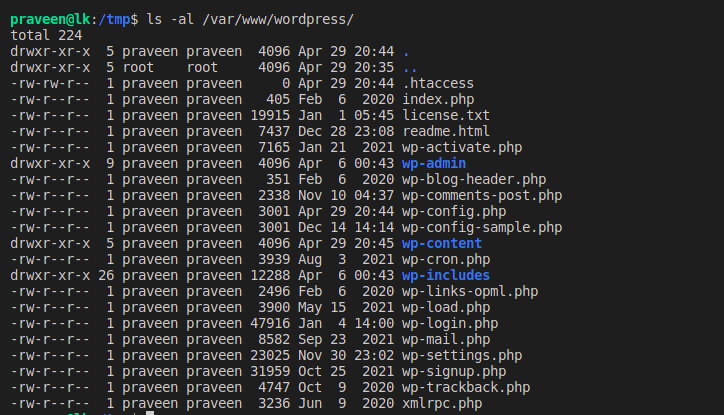 praveen@lk:/tmp$ ls -al /var/www/wordpress/
total 224
drwxr-xr-x  5 praveen praveen  4096 Apr 29 20:44 .
drwxr-xr-x  5 root    root     4096 Apr 29 20:35 ..
-rw-rw-r--  1 praveen praveen     0 Apr 29 20:44 .htaccess
-rw-r--r--  1 praveen praveen   405 Feb  6  2020 index.php
-rw-r--r--  1 praveen praveen 19915 Jan  1 05:45 license.txt
-rw-r--r--  1 praveen praveen  7437 Dec 28 23:08 readme.html
-rw-r--r--  1 praveen praveen  7165 Jan 21  2021 wp-activate.php
drwxr-xr-x  9 praveen praveen  4096 Apr  6 00:43 wp-admin
-rw-r--r--  1 praveen praveen   351 Feb  6  2020 wp-blog-header.php
-rw-r--r--  1 praveen praveen  2338 Nov 10 04:37 wp-comments-post.php
-rw-r--r--  1 praveen praveen  3001 Apr 29 20:44 wp-config.php
-rw-r--r--  1 praveen praveen  3001 Dec 14 14:14 wp-config-sample.php
drwxr-xr-x  5 praveen praveen  4096 Apr 29 20:45 wp-content
-rw-r--r--  1 praveen praveen  3939 Aug  3  2021 wp-cron.php
drwxr-xr-x 26 praveen praveen 12288 Apr  6 00:43 wp-includes
-rw-r--r--  1 praveen praveen  2496 Feb  6  2020 wp-links-opml.php
-rw-r--r--  1 praveen praveen  3900 May 15  2021 wp-load.php
-rw-r--r--  1 praveen praveen 47916 Jan  4 14:00 wp-login.php
-rw-r--r--  1 praveen praveen  8582 Sep 23  2021 wp-mail.php
-rw-r--r--  1 praveen praveen 23025 Nov 30 23:02 wp-settings.php
-rw-r--r--  1 praveen praveen 31959 Oct 25  2021 wp-signup.php
-rw-r--r--  1 praveen praveen  4747 Oct  9  2020 wp-trackback.php
-rw-r--r--  1 praveen praveen  3236 Jun  9  2020 xmlrpc.php